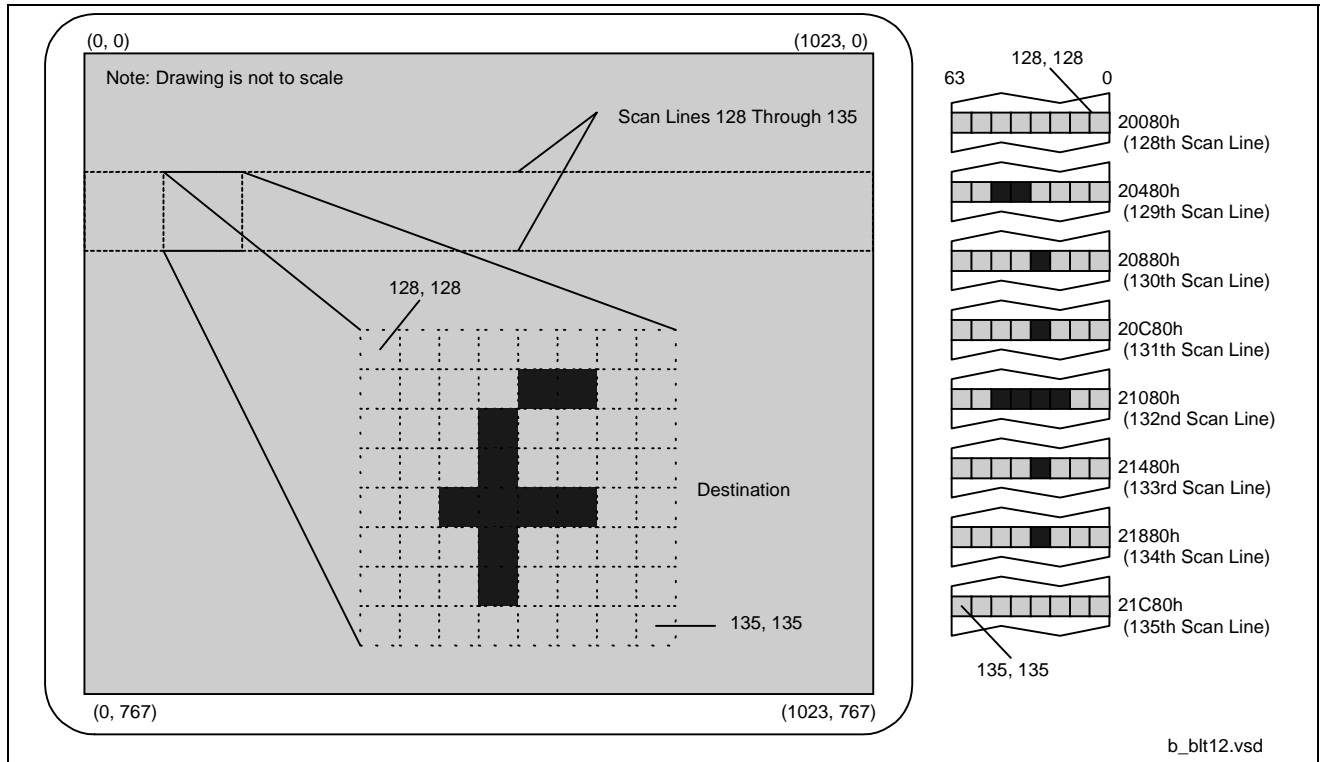 (0, 0)
(1023, 0)
Note: Drawing is not to scale
Scan Lines 128 Through 135
128, 128
Destination
135, 135
(0, 767)
(1023, 767)
128, 128
63
0
20080h
(128th Scan Line)
20480h
(129th Scan Line)
20880h
(130th Scan Line)
20C80h
(131th Scan Line)
21080h
(132nd Scan Line)
21480h
(133rd Scan Line)
21880h
(134th Scan Line)
21C80h
(135th Scan Line)
135, 135
b_blt12.vsd